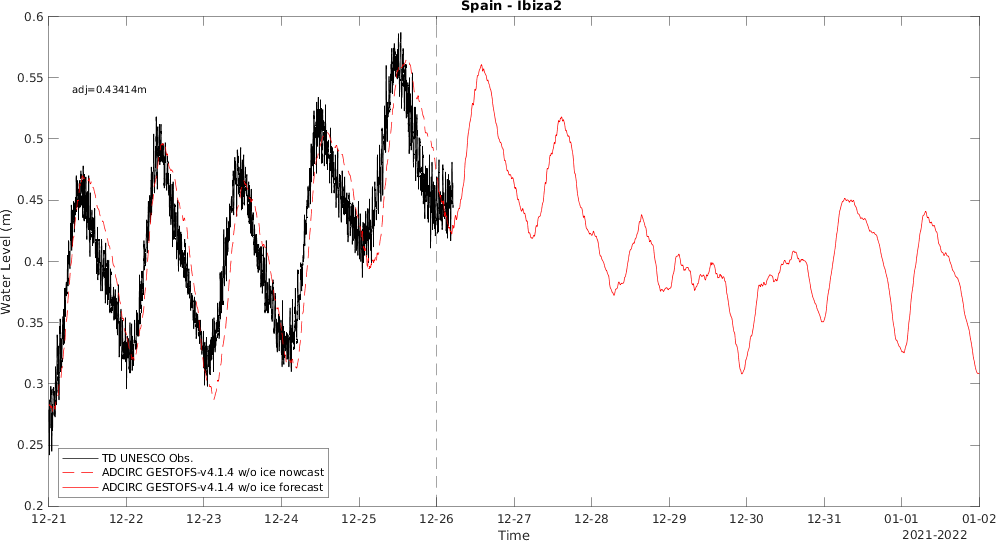 Spain - Ibiza2
0.6
0.55
0.5
0.45
0.4
0.35
0.3
0.25
0.2
Water Level (m)
adj=0.43414m
TD UNESCO Obs.
ADCIRC GESTOFS-v4.1.4 w/o ice nowcast
ADCIRC GESTOFS-v4.1.4 w/o ice forecast
12-21 12-22 12-23 12-24 12-25 12-26 12-27 12-28 12-29 12-30 12-31 01-01 01-02
Time
2021-2022